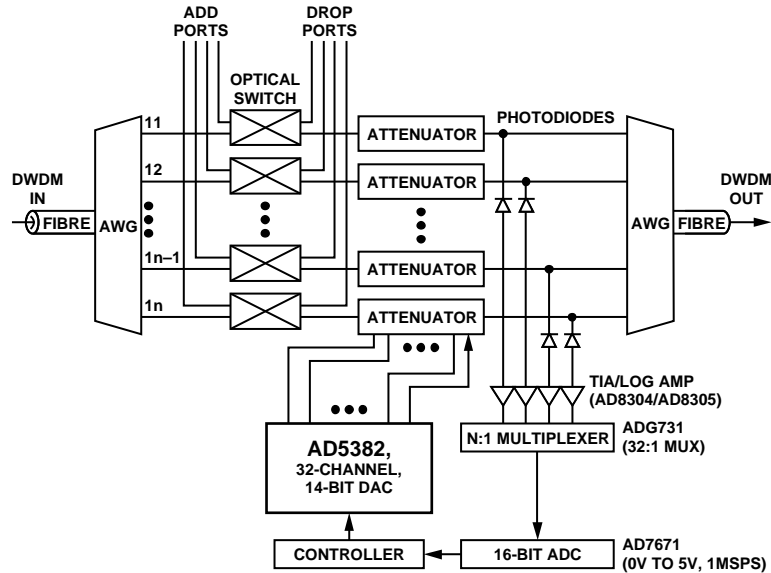 ADD
PORTS
DROP
PORTS
OPTICAL
SWITCH
PHOTODIODES
11
ATTENUATOR
12
ATTENUATOR
DWDM
IN
FIBRE
AWG
AWG
FIBRE
DWDM
OUT
1n–1
ATTENUATOR
1n
ATTENUATOR
TIA/LOG AMP
(AD8304/AD8305)
AD5382,
32-CHANNEL,
14-BIT DAC
N:1 MULTIPLEXER
ADG731
(32:1 MUX)
CONTROLLER
16-BIT ADC
AD7671
(0V TO 5V, 1MSPS)